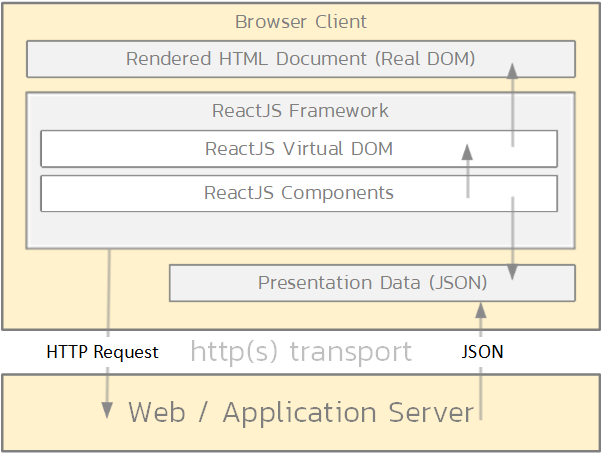 Browser Client
Rendered HTML Document (Real DOM)
ReactJS Framework
ReactJS Virtual DOM
ReactJS Components
Presentation Data (JSON)
HTTP Request http(s) transport JSON
Web / Application Server